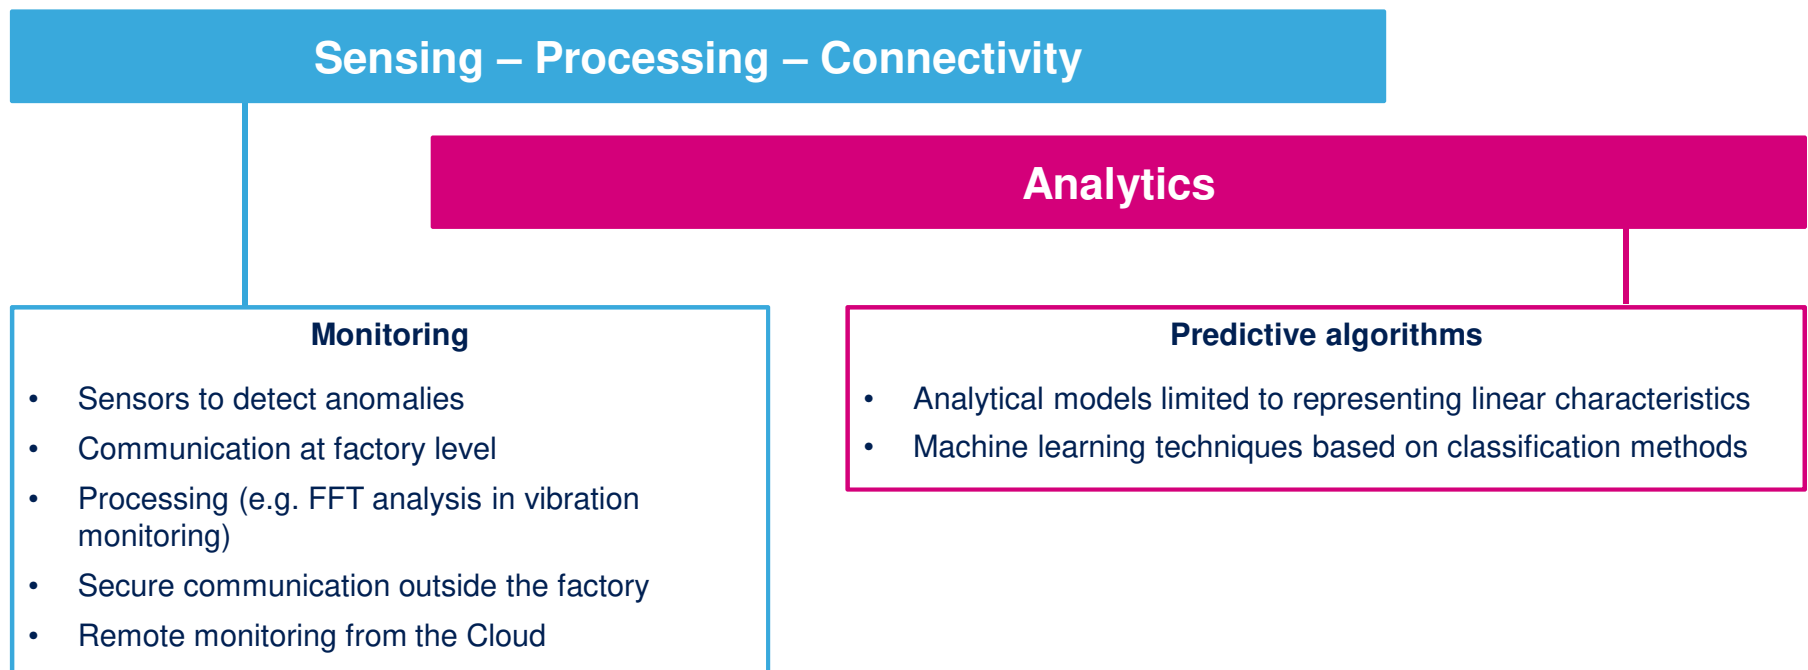 Sensing – Processing – Connectivity
Analytics
Monitoring
• Sensors to detect anomalies
• Communication at factory level
• Processing (e.g. FFT analysis in vibration
monitoring)
• Secure communication outside the factory
• Remote monitoring from the Cloud
Predictive algorithms
• Analytical models limited to representing linear characteristics
• Machine learning techniques based on classification methods